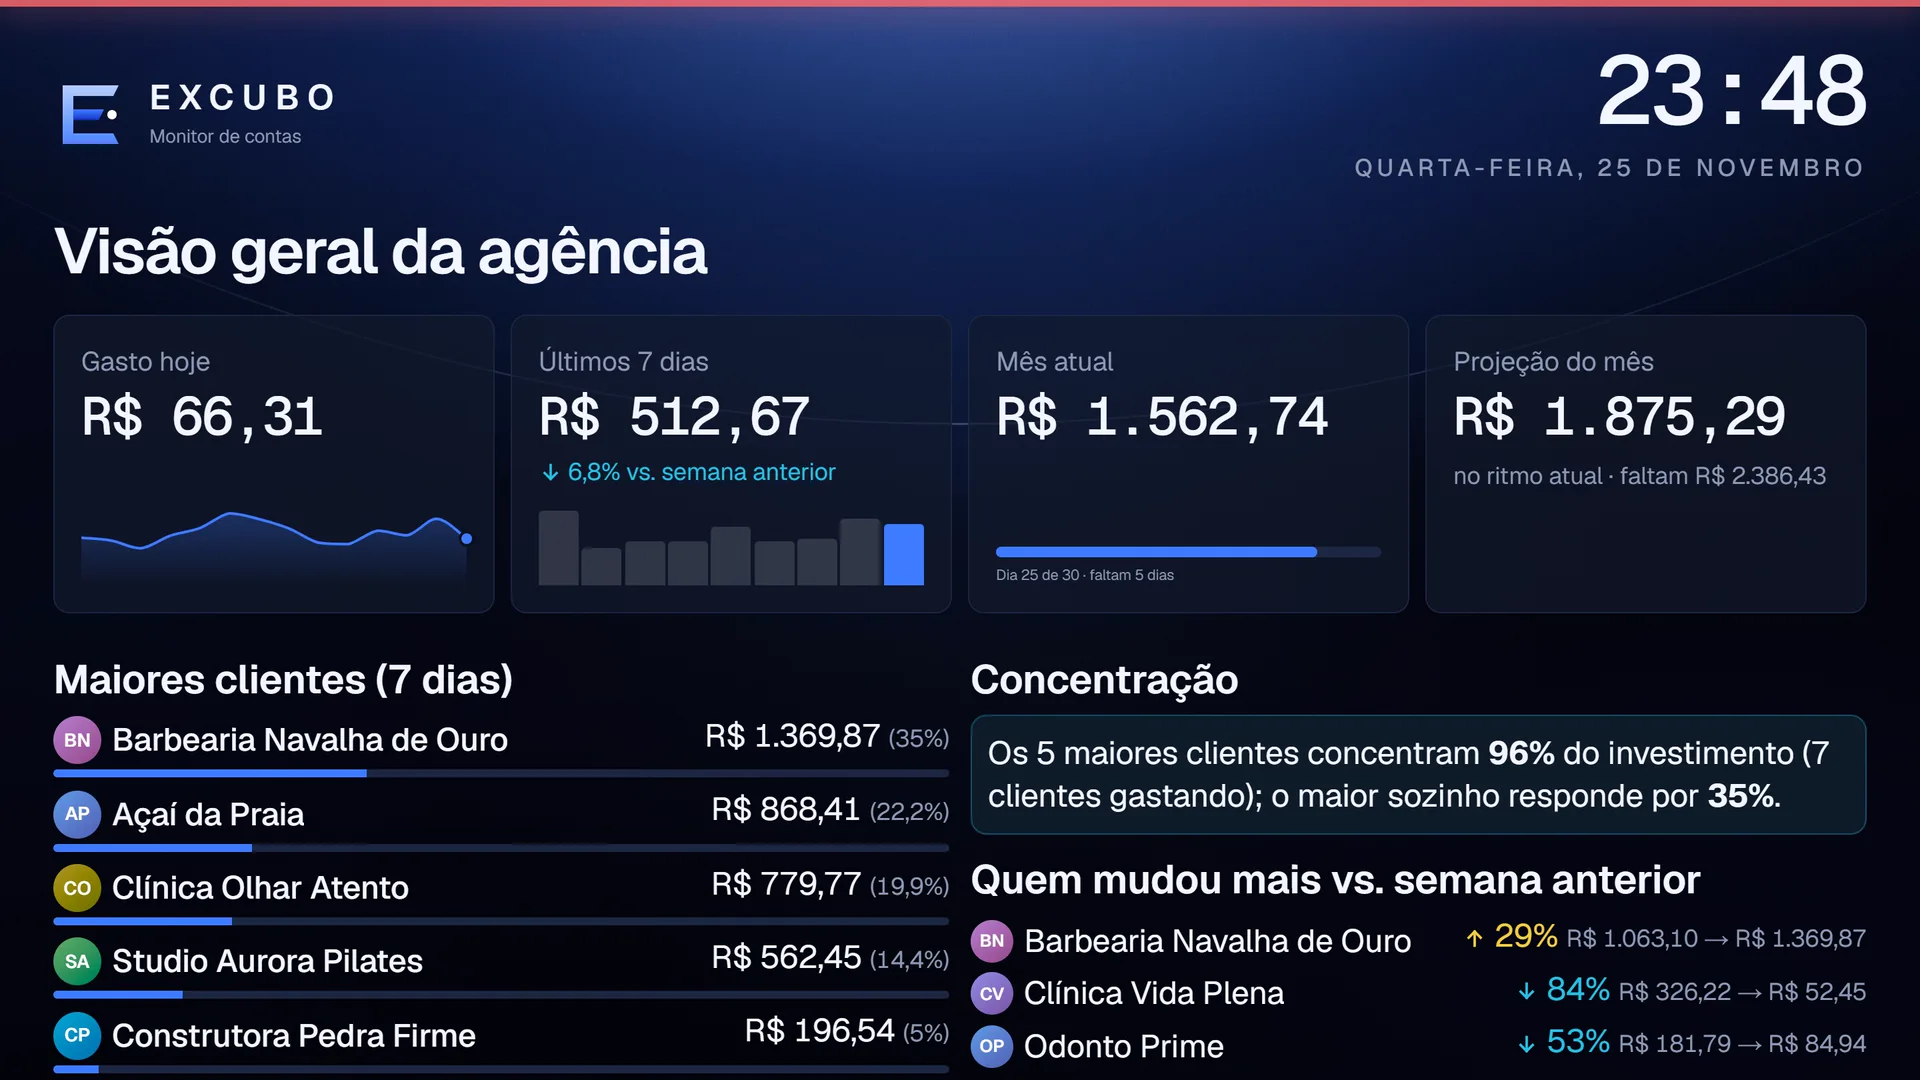 EXCUBO
Monitor de contas
23:48
QUARTA-FEIRA, 25 DE NOVEMBRO
Visão geral da agência
Gasto hoje
R$ 66,31
Últimos 7 dias
R$ 512,67
↓ 6,8% vs. semana anterior
Mês atual
R$ 1.562,74
Dia 25 de 30 · faltam 5 dias
Projeção do mês
R$ 1.875,29
no ritmo atual · faltam R$ 2.386,43
Maiores clientes (7 dias)
BN Barbearia Navalha de Ouro R$ 1.369,87 (35%)
AP Açaí da Praia R$ 868,41 (22,2%)
CO Clínica Olhar Atento R$ 779,77 (19,9%)
SA Studio Aurora Pilates R$ 562,45 (14,4%)
CP Construtora Pedra Firme R$ 196,54 (5%)
Concentração
Os 5 maiores clientes concentram 96% do investimento (7
clientes gastando); o maior sozinho responde por 35%.
Quem mudou mais vs. semana anterior
BN Barbearia Navalha de Ouro ↑ 29% R$ 1.063,10 → R$ 1.369,87
CV Clínica Vida Plena ↓ 84% R$ 326,22 → R$ 52,45
OP Odonto Prime ↓ 53% R$ 181,79 → R$ 84,94